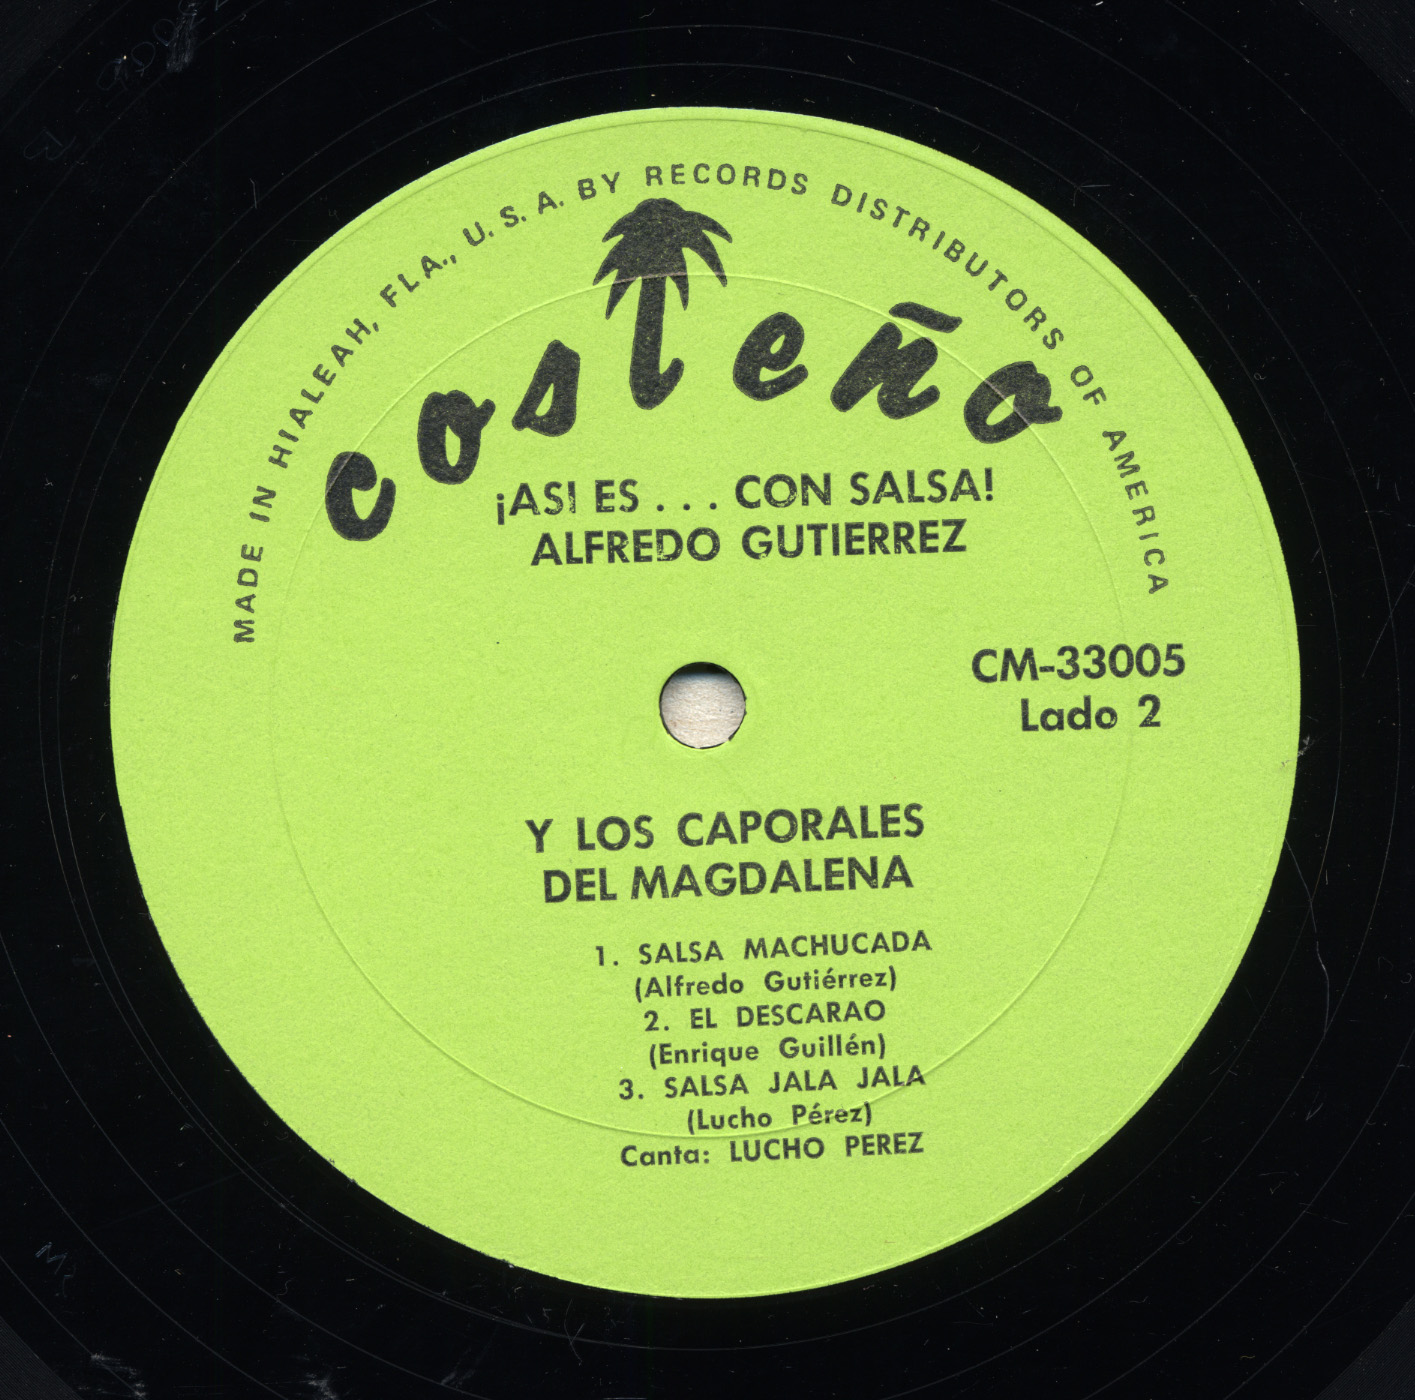 MADE IN HIALEAH, FLA., U.S.A. BY RECORDS DISTRIBUTORS OF AMERICA
costeño
¡ASI ES . . . CON SALSA!
ALFREDO GUTIERREZ
CM-33005
Lado 2
Y LOS CAPORALES
DEL MAGDALENA
1. SALSA MACHUCADA
(Alfredo Gutiérrez)
2. EL DESCARAO
(Enrique Guillén)
3. SALSA JALA JALA
(Lucho Pérez)
Canta: LUCHO PEREZ